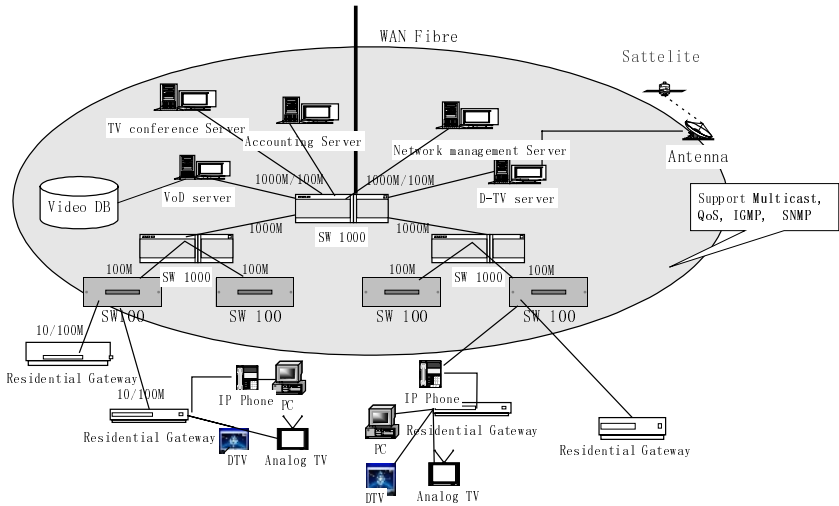 WAN Fibre
Sattelite
TV conference Server
Accounting Server
Network management Server
Antenna
Video DB
VoD server
1000M/100M
1000M/100M
D-TV server
Support Multicast,
QoS, IGMP, SNMP
1000M
SW 1000
1000M
SW 1000
SW 1000
100M
100M
100M
100M
SW100
SW 100
SW 100
SW 100
10/100M
Residential Gateway
10/100M
IP Phone
PC
Residential Gateway
DTV
Analog TV
IP Phone
PC
Residential Gateway
DTV
Analog TV
Residential Gateway